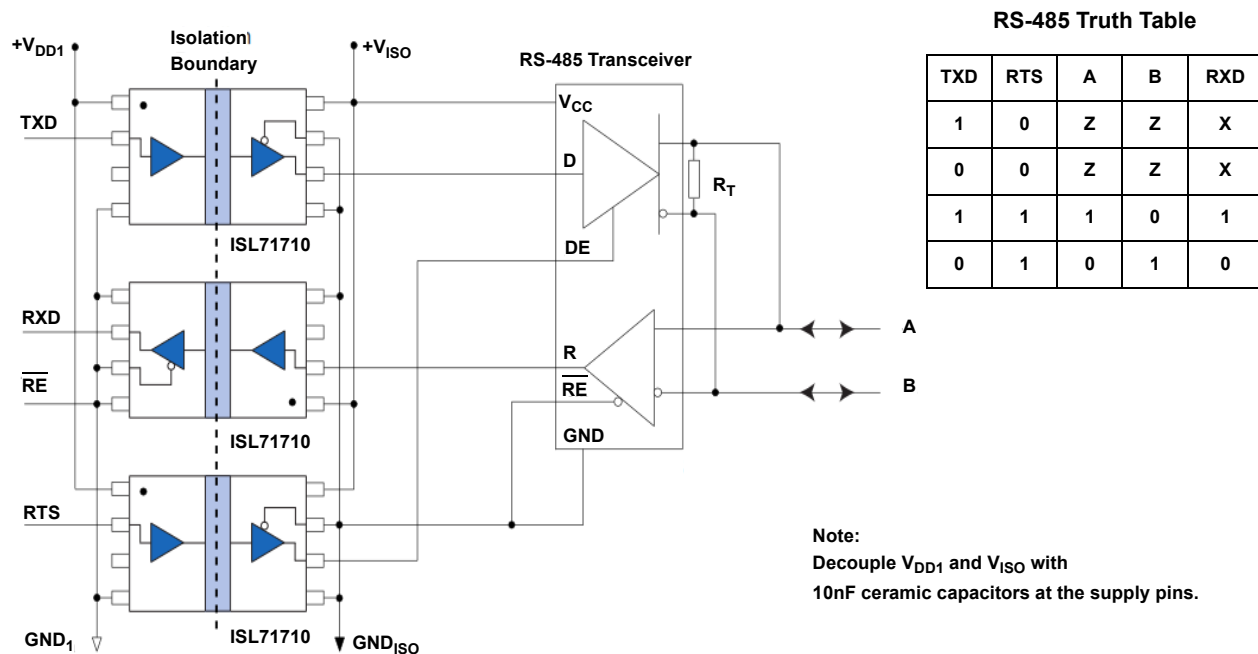 +VDD1
Isolation
Boundary
+VISO
RS-485 Transceiver
RS-485 Truth Table
TXD RTS A B RXD
1 0 Z Z X
0 0 Z Z X
1 1 1 0 1
0 1 0 1 0
TXD
VCC
D
RT
DE
ISL71710
RXD
R
A
RE
RE
B
GND
ISL71710
RTS
Note:
Decouple VDD1 and VISO with
10nF ceramic capacitors at the supply pins.
GND1
ISL71710
GNDISO